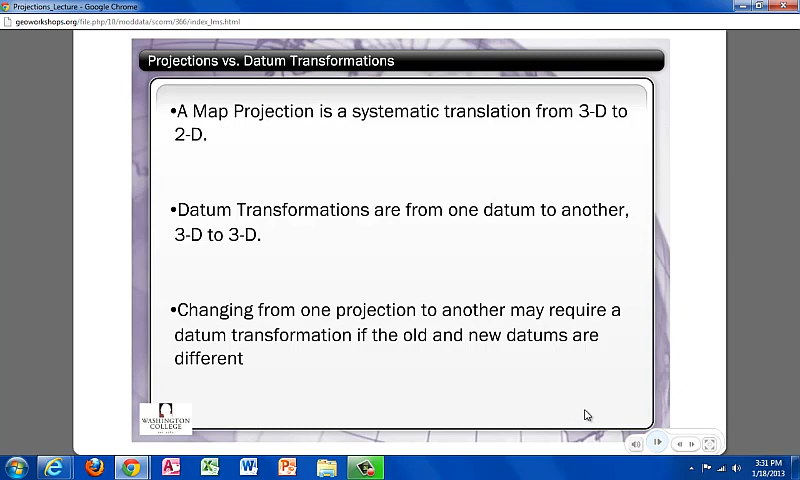 Projections_Lecture - Google Chrome
geoworkshops.org/file.php/10/moddata/scorm/366/index_lms.html
Projections vs. Datum Transformations
•A Map Projection is a systematic translation from 3-D to
2-D.
•Datum Transformations are from one datum to another,
3-D to 3-D.
•Changing from one projection to another may require a
datum transformation if the old and new datums are
different
WASHINGTON
COLLEGE
3:31 PM
1/18/2013